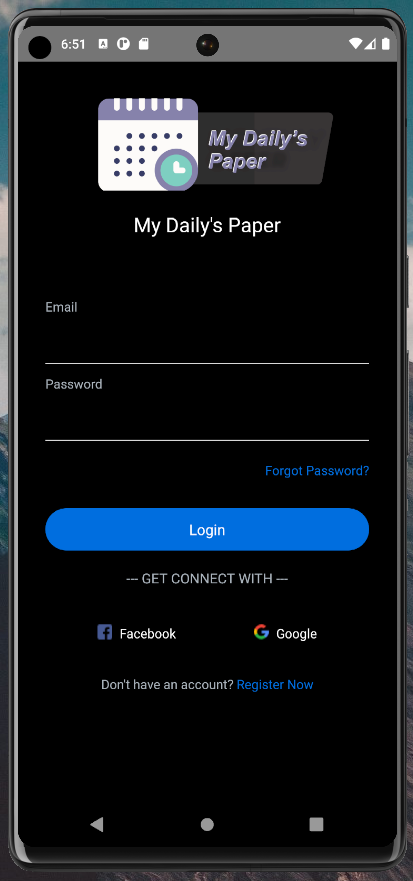 6:51
My Daily's
Paper
My Daily's Paper
Email
Password
Forgot Password?
Login
--- GET CONNECT WITH ---
Facebook
Google
Don't have an account? Register Now